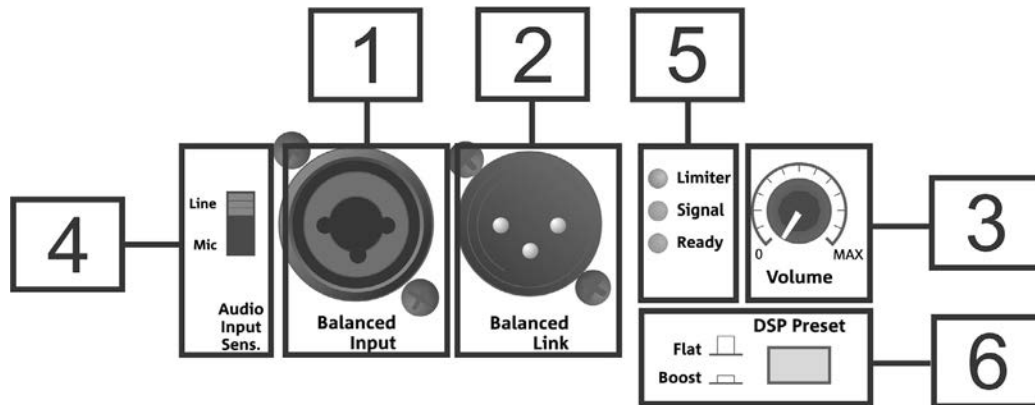 1
2
5
4
3
6
Line
Mic
Audio
Input
Sens.
Balanced
Input
Balanced
Link
Limiter
Signal
Ready
0
MAX
Volume
DSP Preset
Flat
Boost